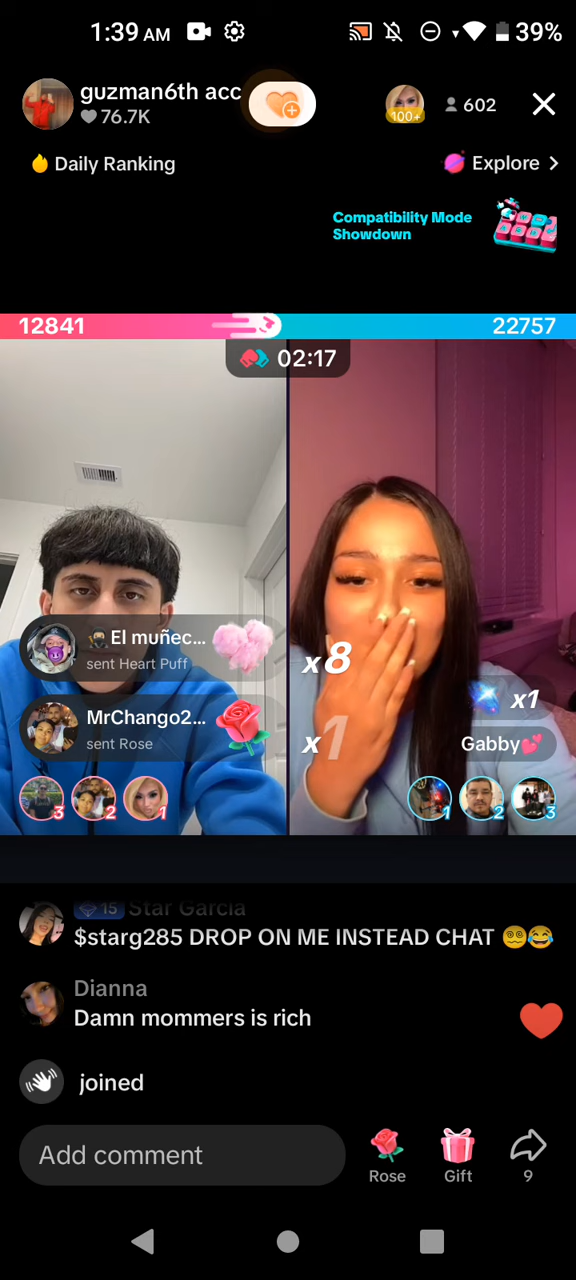 1:39 AM
39%
guzman6th acc
76.7K
100+
602
Daily Ranking
Explore
Compatibility Mode
Showdown
12841
22757
02:17
El muñec...
sent Heart Puff
x8
x1
MrChango2...
sent Rose
x1
Gabby
3
2
1
1
2
3
15 Star Garcia
$starg285 DROP ON ME INSTEAD CHAT 😵‍💫😂
Dianna
Damn mommers is rich
joined
Add comment
Rose
Gift
9